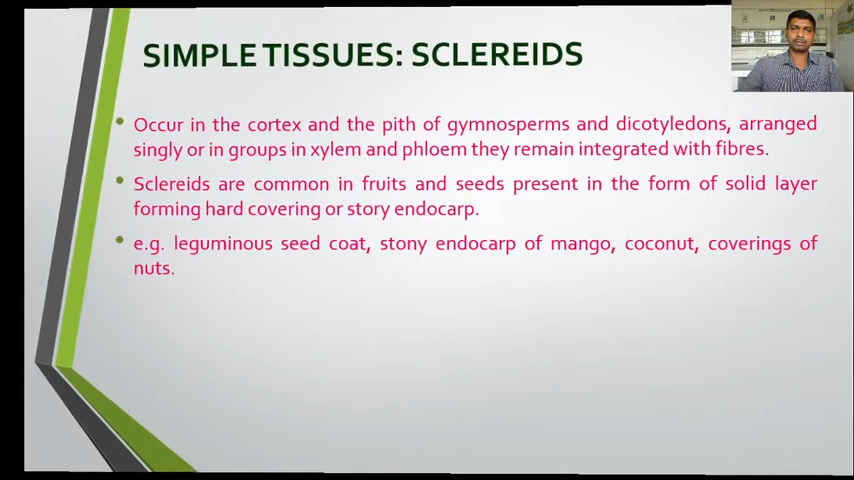 SIMPLE TISSUES: SCLEREIDS
• Occur in the cortex and the pith of gymnosperms and dicotyledons, arranged
singly or in groups in xylem and phloem they remain integrated with fibres.
• Sclereids are common in fruits and seeds present in the form of solid layer
forming hard covering or story endocarp.
• e.g. leguminous seed coat, stony endocarp of mango, coconut, coverings of
nuts.